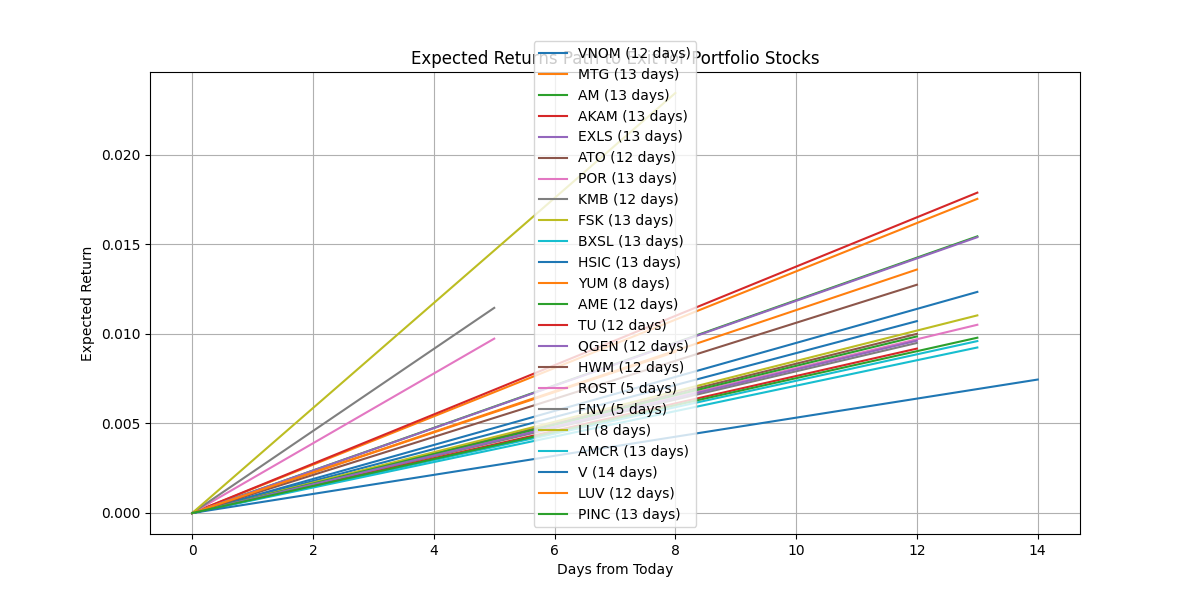 Expected Returns Path to Exit for Portfolio Stocks
VNOM (12 days)
MTG (13 days)
AM (13 days)
AKAM (13 days)
EXLS (13 days)
ATO (12 days)
POR (13 days)
KMB (12 days)
FSK (13 days)
BXSL (13 days)
HSIC (13 days)
YUM (8 days)
AME (12 days)
TU (12 days)
QGEN (12 days)
HWM (12 days)
ROST (5 days)
FNV (5 days)
LI (8 days)
AMCR (13 days)
V (14 days)
LUV (12 days)
PINC (13 days)
Expected Return
0.020
0.015
0.010
0.005
0.000
0 2 4 6 8 10 12 14
Days from Today